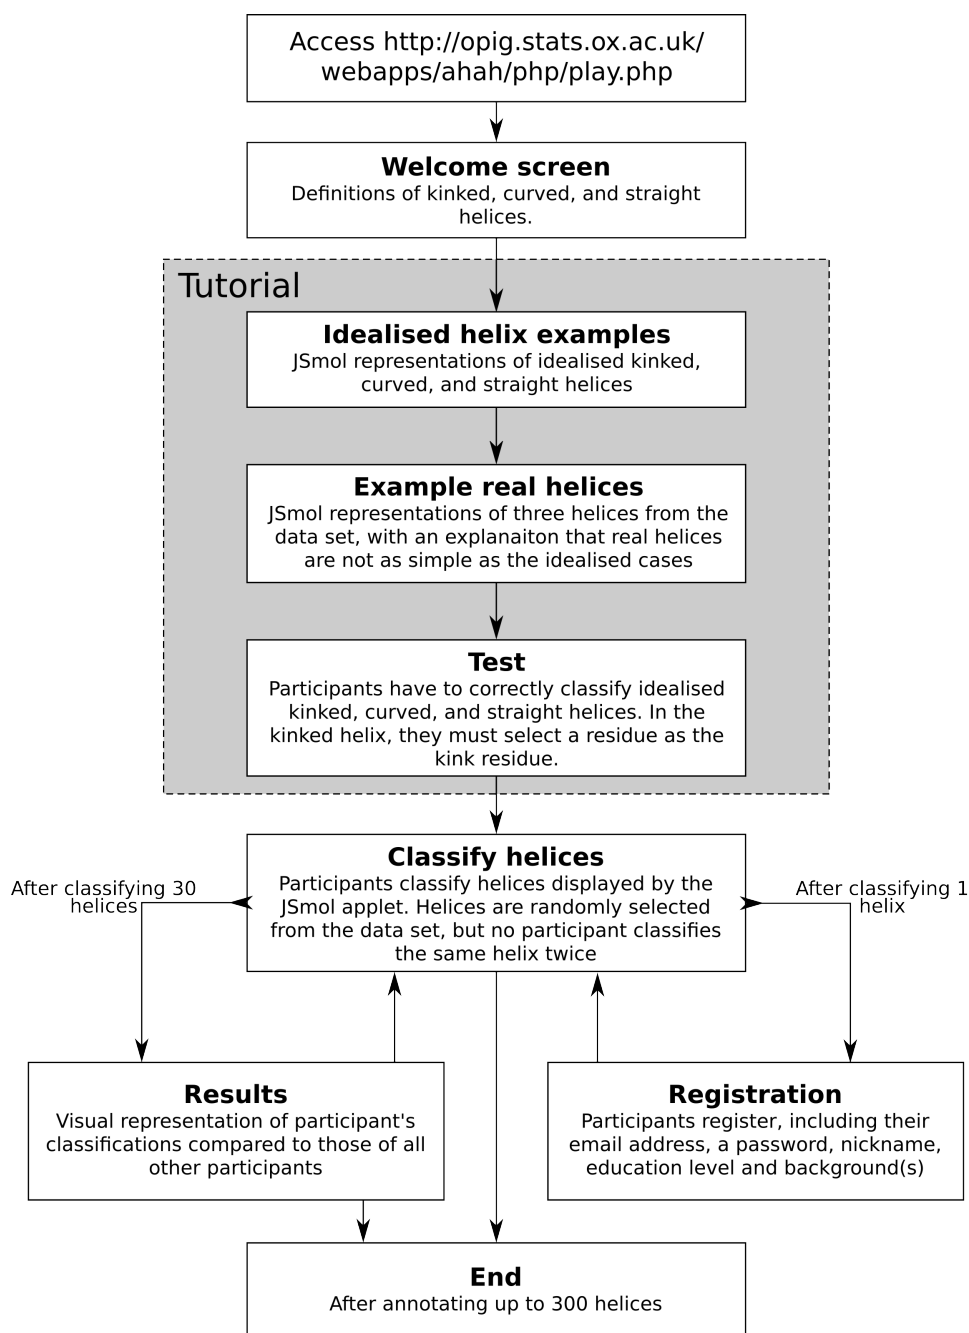 Access http://opig.stats.ox.ac.uk/
webapps/ahah/php/play.php
Welcome screen
Definitions of kinked, curved, and straight
helices.
Tutorial
Idealised helix examples
JSmol representations of idealised kinked,
curved, and straight helices
Example real helices
JSmol representations of three helices from the
data set, with an explanaiton that real helices
are not as simple as the idealised cases
Test
Participants have to correctly classify idealised
kinked, curved, and straight helices. In the
kinked helix, they must select a residue as the
kink residue.
Classify helices
Participants classify helices displayed by the
JSmol applet. Helices are randomly selected
from the data set, but no participant classifies
the same helix twice
After classifying 30
helices
After classifying 1
helix
Results
Visual representation of participant's
classifications compared to those of all
other participants
Registration
Participants register, including their
email address, a password, nickname,
education level and background(s)
End
After annotating up to 300 helices